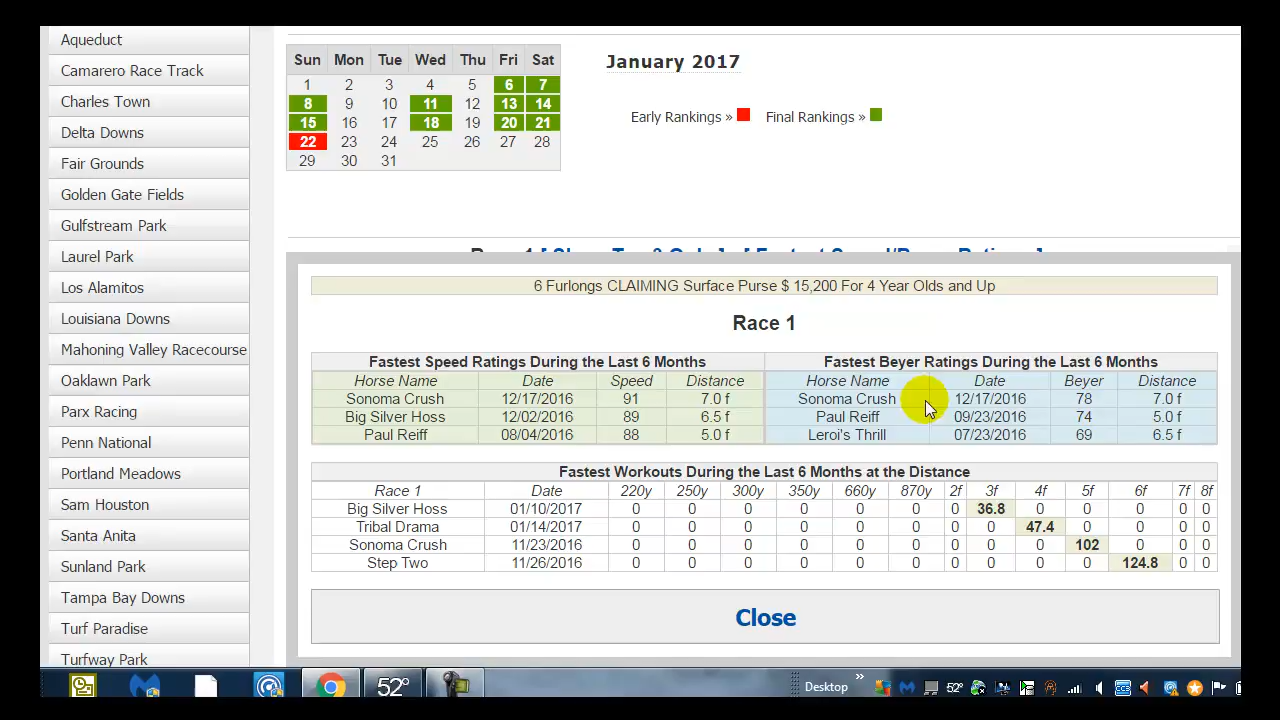 Aqueduct
Camarero Race Track
Charles Town
Delta Downs
Fair Grounds
Golden Gate Fields
Gulfstream Park
Laurel Park
Los Alamitos
Louisiana Downs
Mahoning Valley Racecourse
Oaklawn Park
Parx Racing
Penn National
Portland Meadows
Sam Houston
Santa Anita
Sunland Park
Tampa Bay Downs
Turf Paradise
Turfway Park
Sun Mon Tue Wed Thu Fri Sat
1 2 3 4 5 6 7
8 9 10 11 12 13 14
15 16 17 18 19 20 21
22 23 24 25 26 27 28
29 30 31
January 2017
Early Rankings » Final Rankings »
6 Furlongs CLAIMING Surface Purse $ 15,200 For 4 Year Olds and Up
Race 1
Fastest Speed Ratings During the Last 6 Months Fastest Beyer Ratings During the Last 6 Months
Horse Name Date Speed Distance Horse Name Date Beyer Distance
Sonoma Crush 12/17/2016 91 7.0 f Sonoma Crush 12/17/2016 78 7.0 f
Big Silver Hoss 12/02/2016 89 6.5 f Paul Reiff 09/23/2016 74 5.0 f
Paul Reiff 08/04/2016 88 5.0 f Leroi's Thrill 07/23/2016 69 6.5 f
Fastest Workouts During the Last 6 Months at the Distance
Race 1 Date 220y 250y 300y 350y 660y 870y 2f 3f 4f 5f 6f 7f 8f
Big Silver Hoss 01/10/2017 0 0 0 0 0 0 0 36.8 0 0 0 0 0
Tribal Drama 01/14/2017 0 0 0 0 0 0 0 0 47.4 0 0 0 0
Sonoma Crush 11/23/2016 0 0 0 0 0 0 0 0 0 102 0 0 0
Step Two 11/26/2016 0 0 0 0 0 0 0 0 0 0 124.8 0 0
Close
52° Desktop » 52°